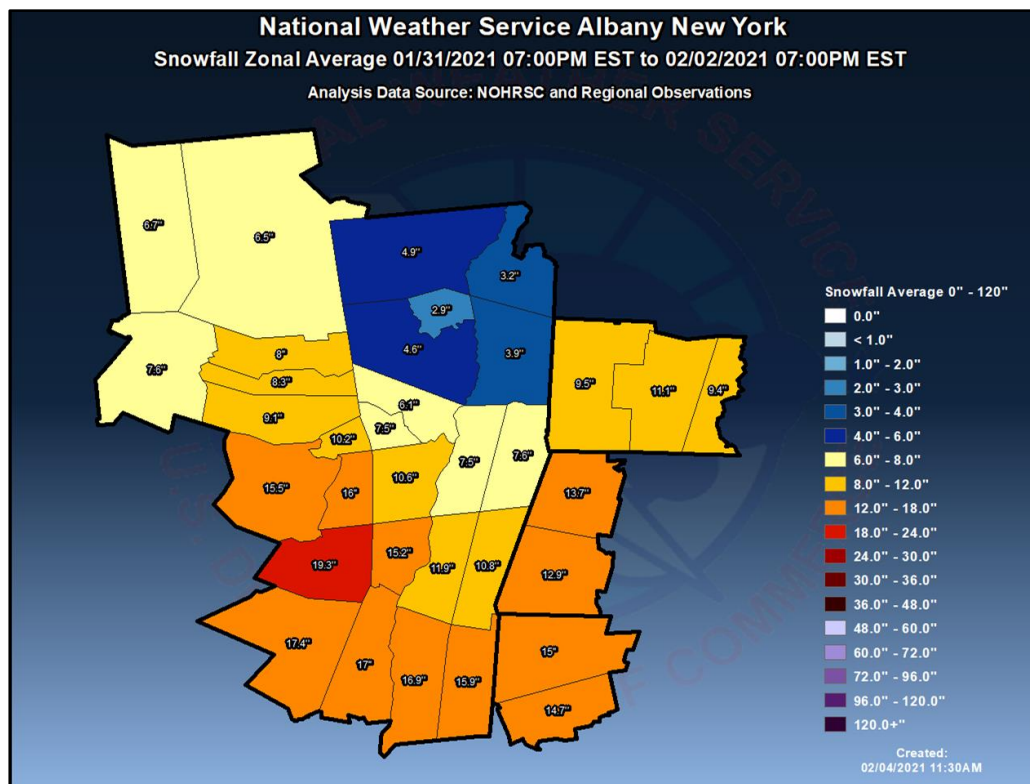 National Weather Service Albany New York
Snowfall Zonal Average 01/31/2021 07:00PM EST to 02/02/2021 07:00PM EST
Analysis Data Source: NOHRSC and Regional Observations
6.7"
6.5"
4.9"
3.2"
2.9"
4.6"
3.9"
7.6"
8"
8.3"
9.1"
10.2"
6.1"
7.5"
7.5"
7.6"
9.5"
11.1"
9.4"
10.6"
15.5"
16"
13.7"
19.3"
15.2"
11.9"
10.8"
12.9"
17.4"
17"
16.9"
15.9"
15"
14.7"
Snowfall Average 0" - 120"
0.0"
< 1.0"
1.0" - 2.0"
2.0" - 3.0"
3.0" - 4.0"
4.0" - 6.0"
6.0" - 8.0"
8.0" - 12.0"
12.0" - 18.0"
18.0" - 24.0"
24.0" - 30.0"
30.0" - 36.0"
36.0" - 48.0"
48.0" - 60.0"
60.0" - 72.0"
72.0" - 96.0"
96.0" - 120.0"
120.0+"
Created:
02/04/2021 11:30AM